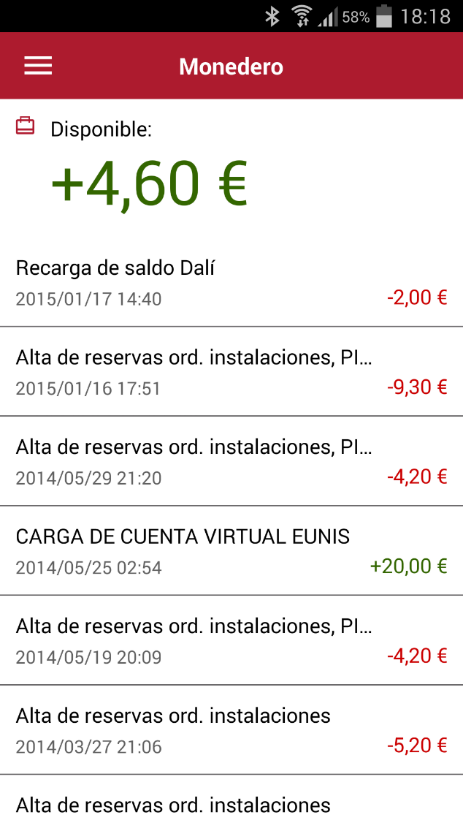 58% 18:18
Monedero
Disponible:
+4,60 €
Recarga de saldo Dalí
2015/01/17 14:40 -2,00 €
Alta de reservas ord. instalaciones, PI...
2015/01/16 17:51 -9,30 €
Alta de reservas ord. instalaciones, PI...
2014/05/29 21:20 -4,20 €
CARGA DE CUENTA VIRTUAL EUNIS
2014/05/25 02:54 +20,00 €
Alta de reservas ord. instalaciones, PI...
2014/05/19 20:09 -4,20 €
Alta de reservas ord. instalaciones
2014/03/27 21:06 -5,20 €
Alta de reservas ord. instalaciones